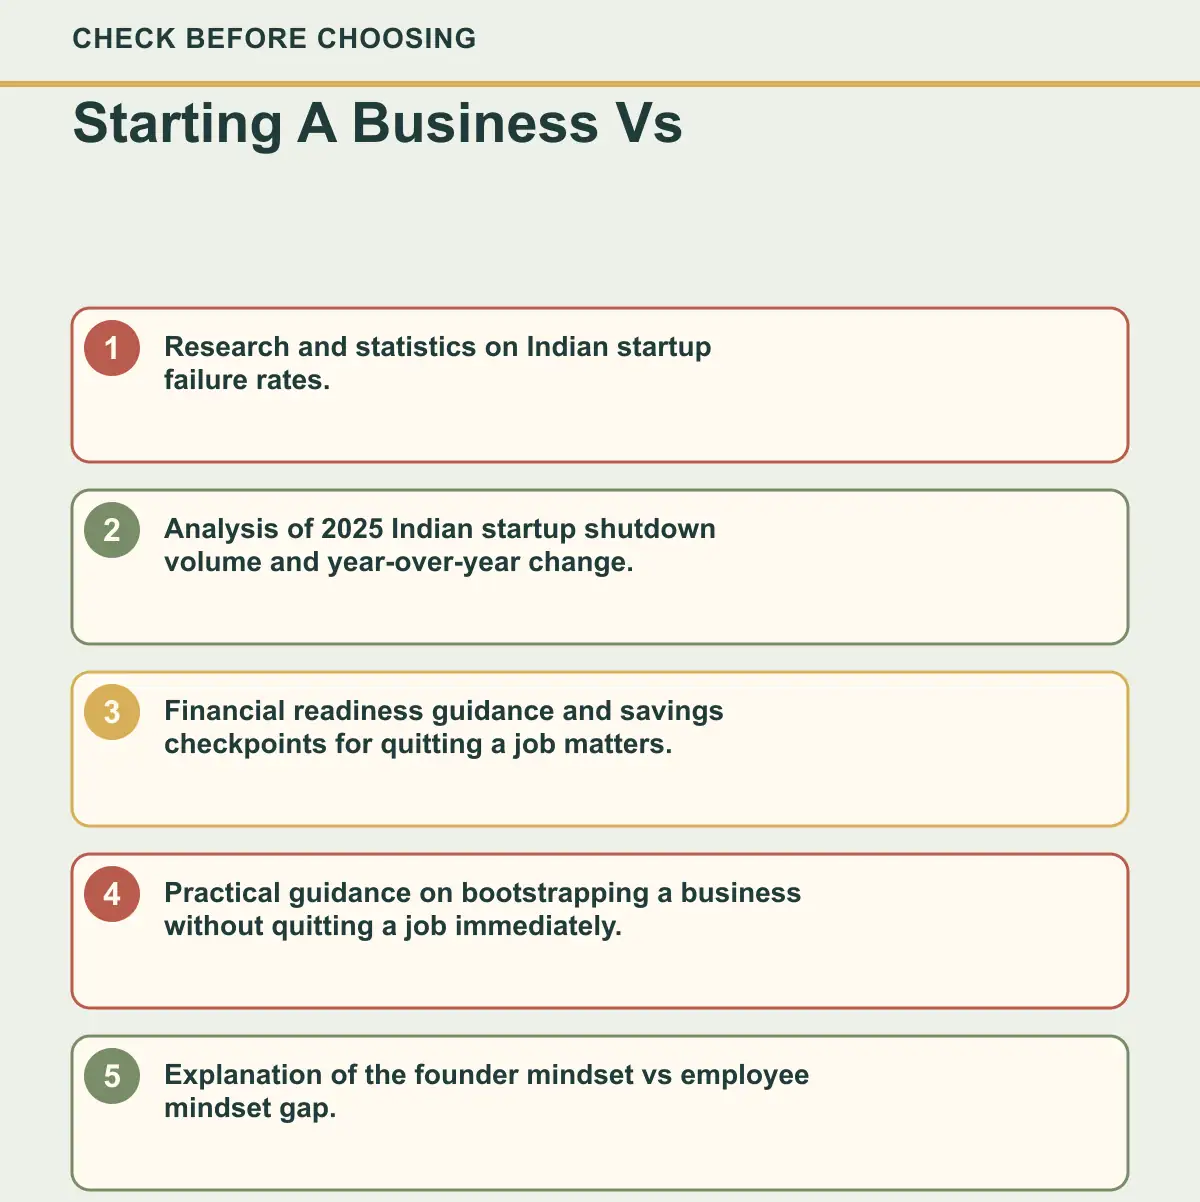 CHECK BEFORE CHOOSING
Starting A Business Vs
1
Research and statistics on Indian startup
failure rates.
2
Analysis of 2025 Indian startup shutdown
volume and year-over-year change.
3
Financial readiness guidance and savings
checkpoints for quitting a job matters.
4
Practical guidance on bootstrapping a business
without quitting a job immediately.
5
Explanation of the founder mindset vs employee
mindset gap.